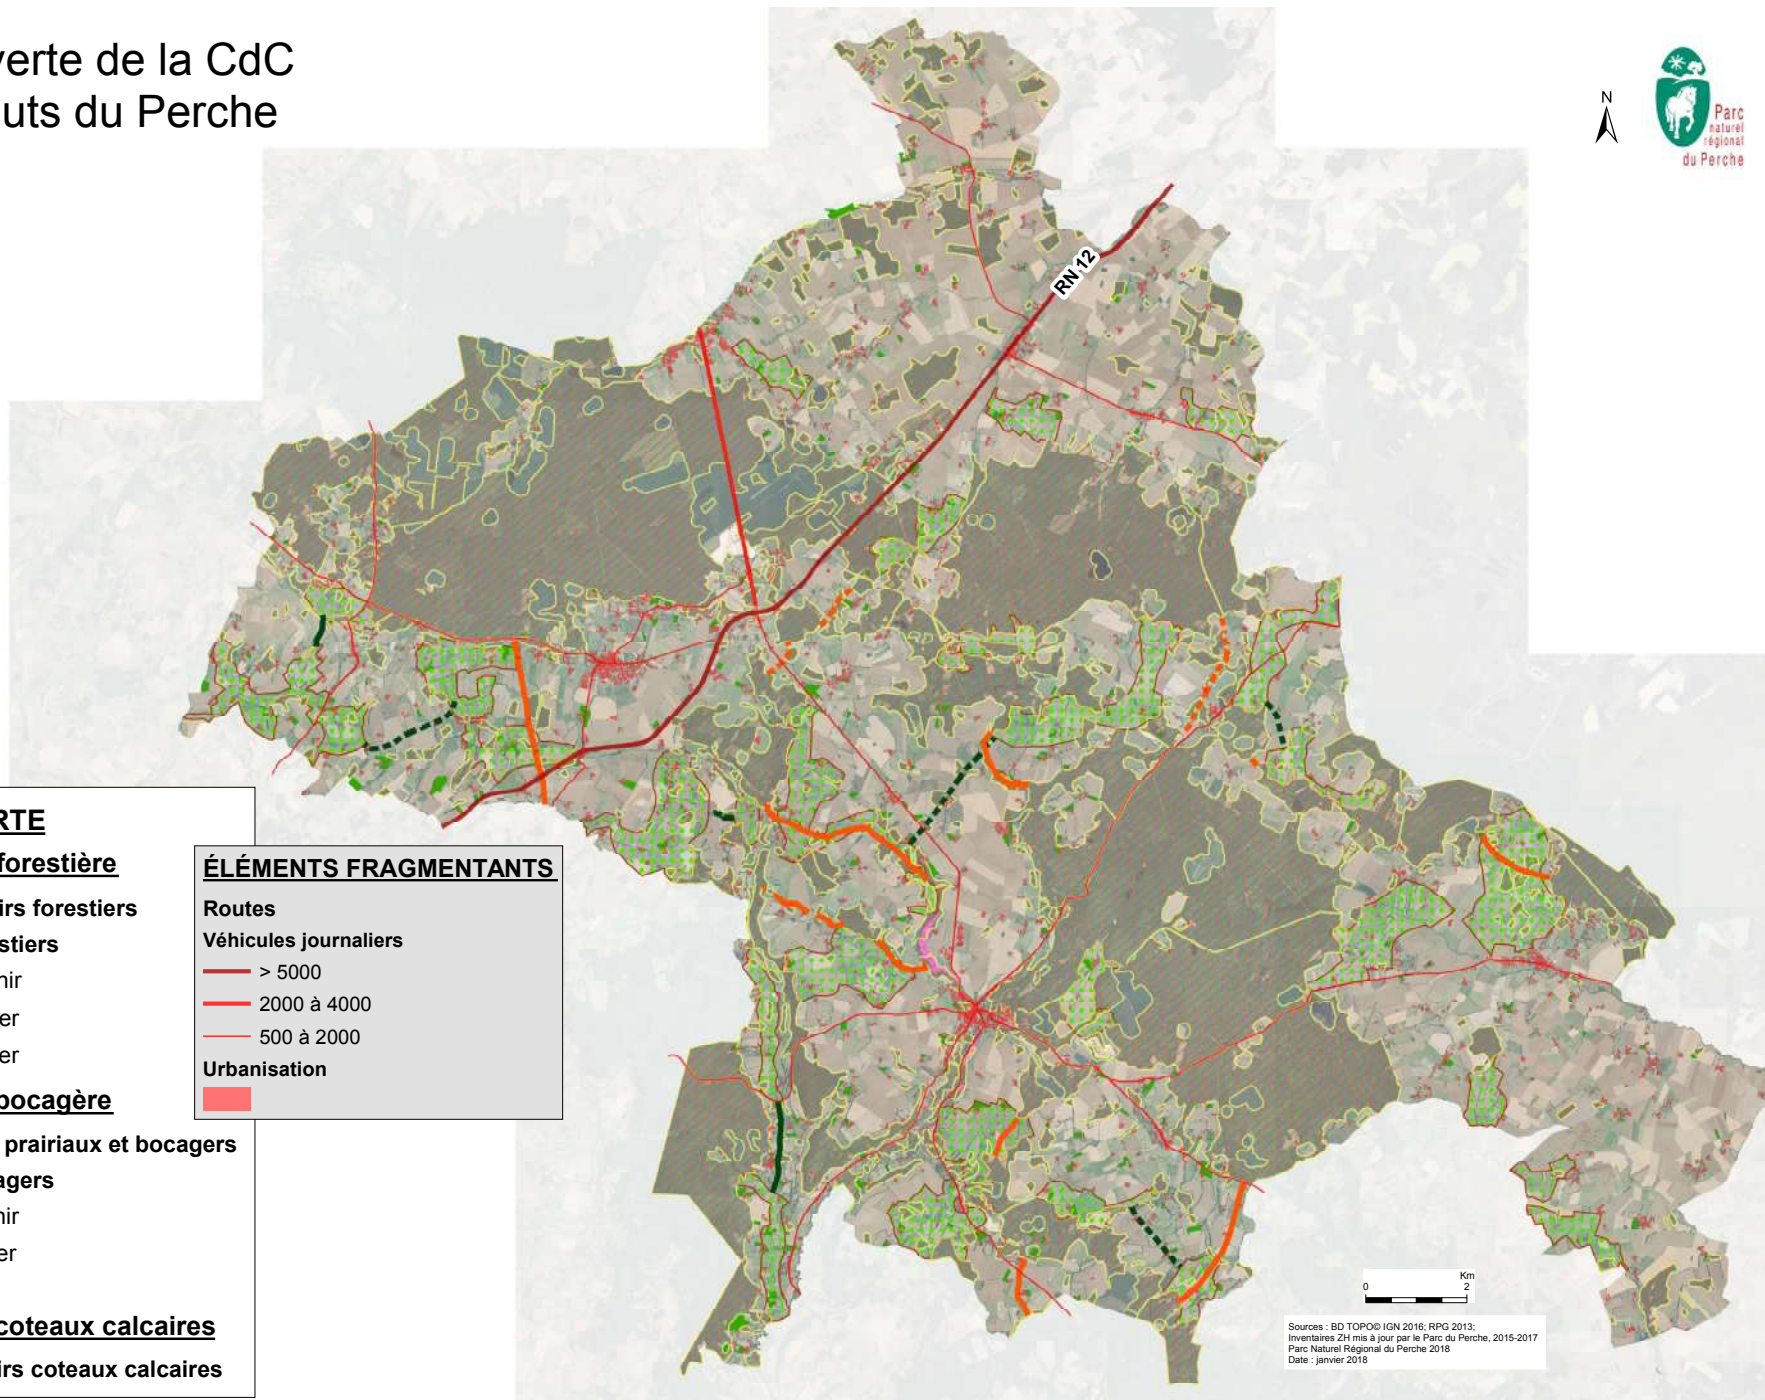 verte de la CdC
uts du Perche
N
Parc
naturel
régional
du Perche
RN 12
RTE
forestière
irs forestiers
stiers
nir
er
er
bocagère
prairiaux et bocagers
agers
nir
er
coteaux calcaires
irs coteaux calcaires
ÉLÉMENTS FRAGMENTANTS
Routes
Véhicules journaliers
> 5000
2000 à 4000
500 à 2000
Urbanisation
Km
0 2
Sources : BD TOPO© IGN 2016; RPG 2013;
Inventaires ZH mis à jour par le Parc du Perche, 2015-2017
Parc Naturel Régional du Perche 2018
Date : janvier 2018